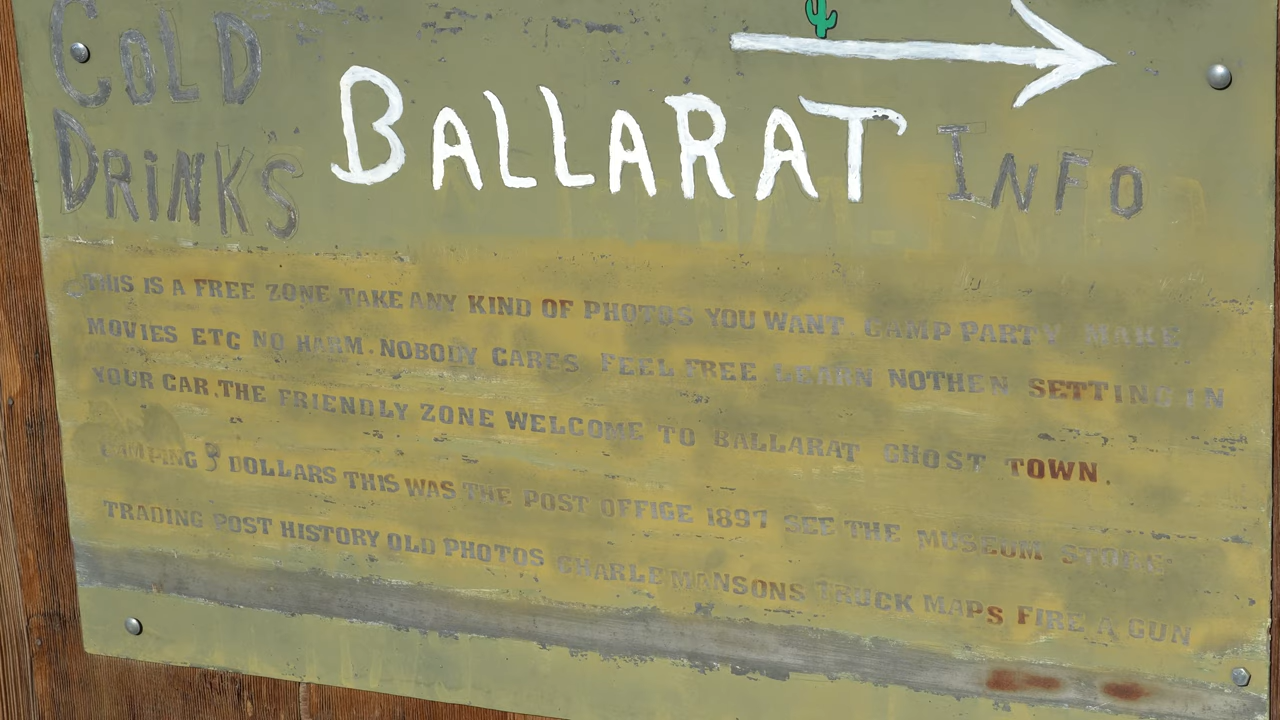 COLD
DRINKS
BALLARAT
INFO
THIS IS A FREE ZONE TAKE ANY KIND OF PHOTOS YOU WANT. CAMP PARTY MAKE
MOVIES ETC NO HARM. NOBODY CARES FEEL FREE. LEARN NOTHEN SETTING IN
YOUR CAR. THE FRIENDLY ZONE WELCOME TO BALLARAT GHOST TOWN.
CAMPING DOLLARS THIS WAS THE POST OFFICE 1897 SEE THE MUSEUM STORE
TRADING POST HISTORY OLD PHOTOS CHARLE MANSONS TRUCK MAPS FIRE A GUN